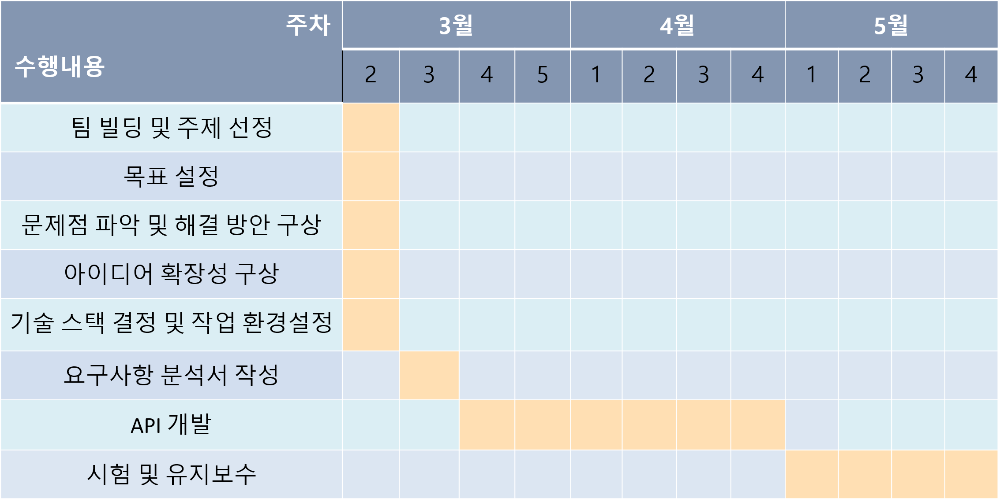 주차
수행내용
3월 4월 5월
2 3 4 5 1 2 3 4 1 2 3 4
팀 빌딩 및 주제 선정
목표 설정
문제점 파악 및 해결 방안 구상
아이디어 확장성 구상
기술 스택 결정 및 작업 환경설정
요구사항 분석서 작성
API 개발
시험 및 유지보수